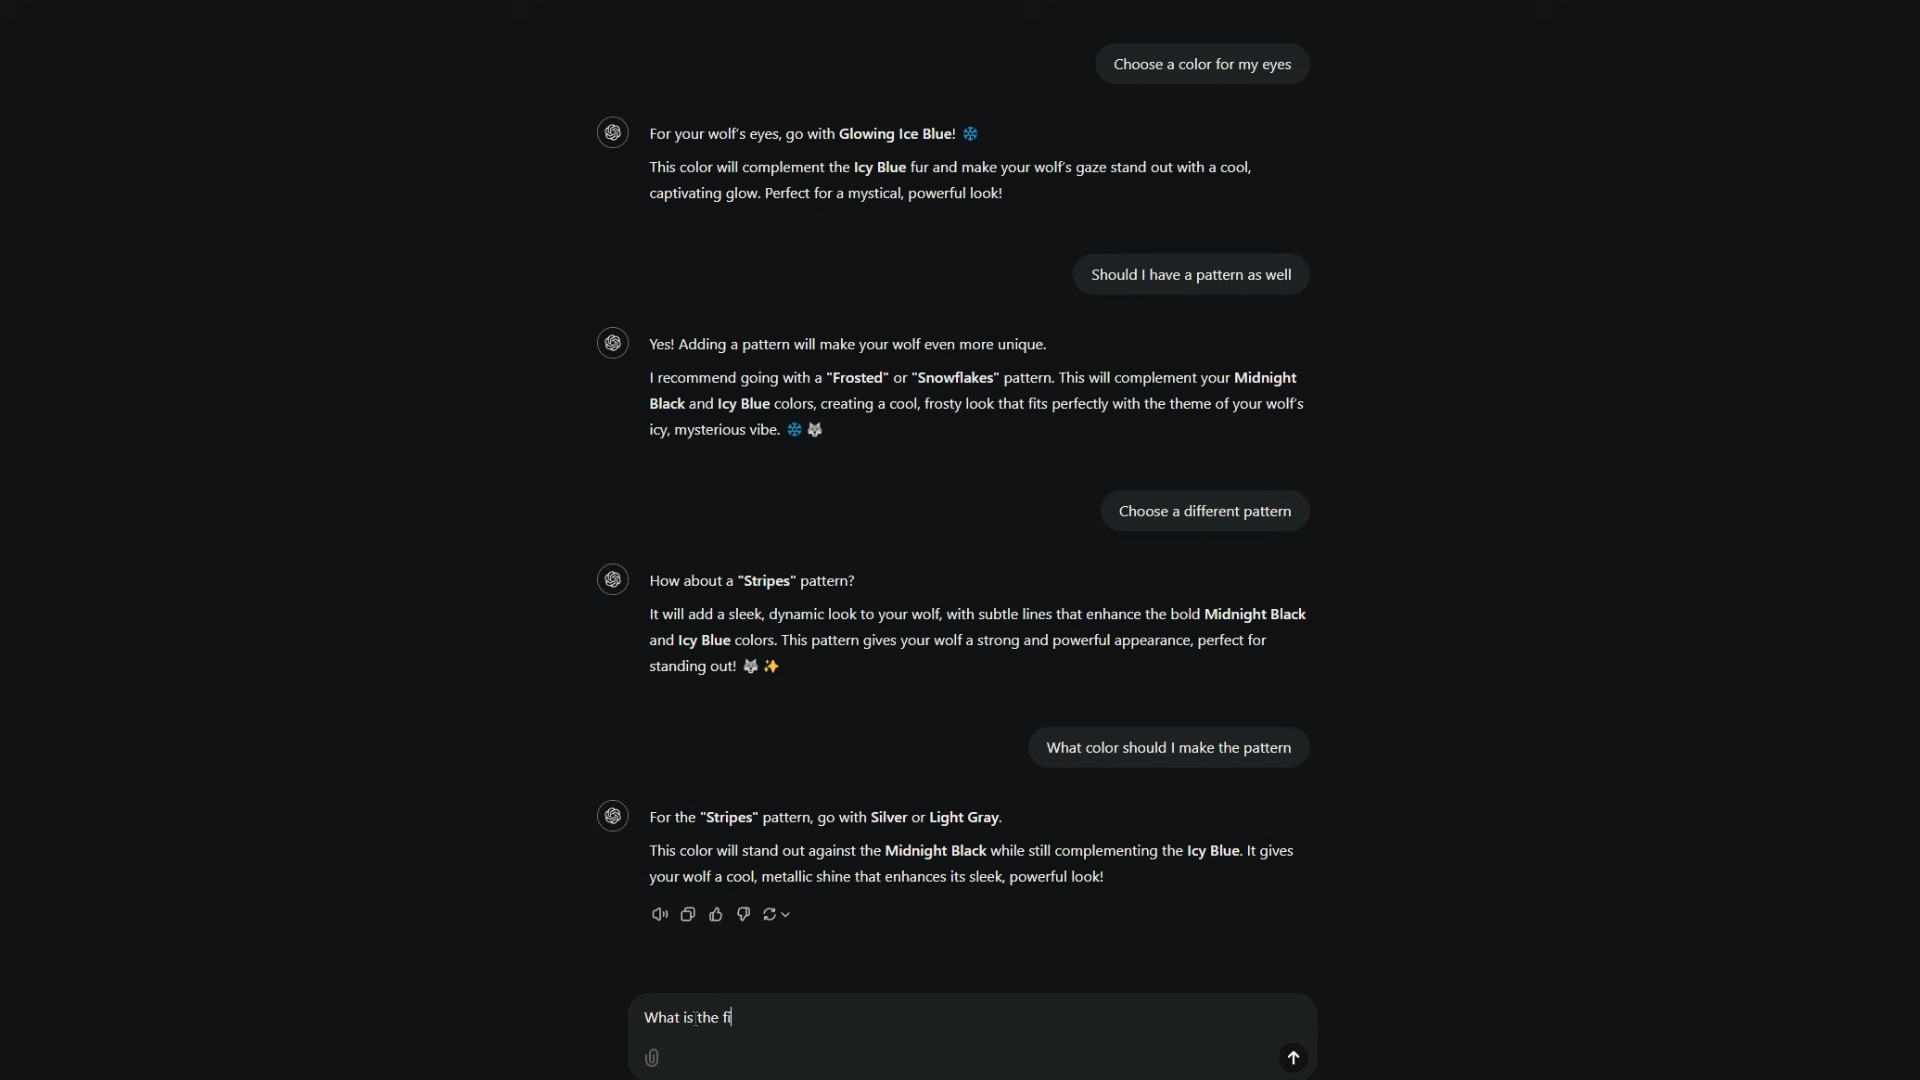 Choose a color for my eyes
For your wolf's eyes, go with Glowing Ice Blue! ❄️
This color will complement the Icy Blue fur and make your wolf's gaze stand out with a cool,
captivating glow. Perfect for a mystical, powerful look!
Should I have a pattern as well
Yes! Adding a pattern will make your wolf even more unique.
I recommend going with a "Frosted" or "Snowflakes" pattern. This will complement your Midnight
Black and Icy Blue colors, creating a cool, frosty look that fits perfectly with the theme of your wolf's
icy, mysterious vibe. ❄️ 🐺
Choose a different pattern
How about a "Stripes" pattern?
It will add a sleek, dynamic look to your wolf, with subtle lines that enhance the bold Midnight Black
and Icy Blue colors. This pattern gives your wolf a strong and powerful appearance, perfect for
standing out! 🐺 ✨
What color should I make the pattern
For the "Stripes" pattern, go with Silver or Light Gray.
This color will stand out against the Midnight Black while still complementing the Icy Blue. It gives
your wolf a cool, metallic shine that enhances its sleek, powerful look!
What is the fi